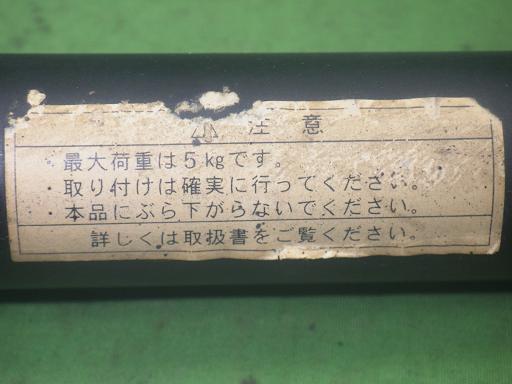 ⚠ 注意
・最大荷重は5kgです。
・取り付けは確実に行ってください。
・本品にぶら下がらないでください。
詳しくは取扱書をご覧ください。